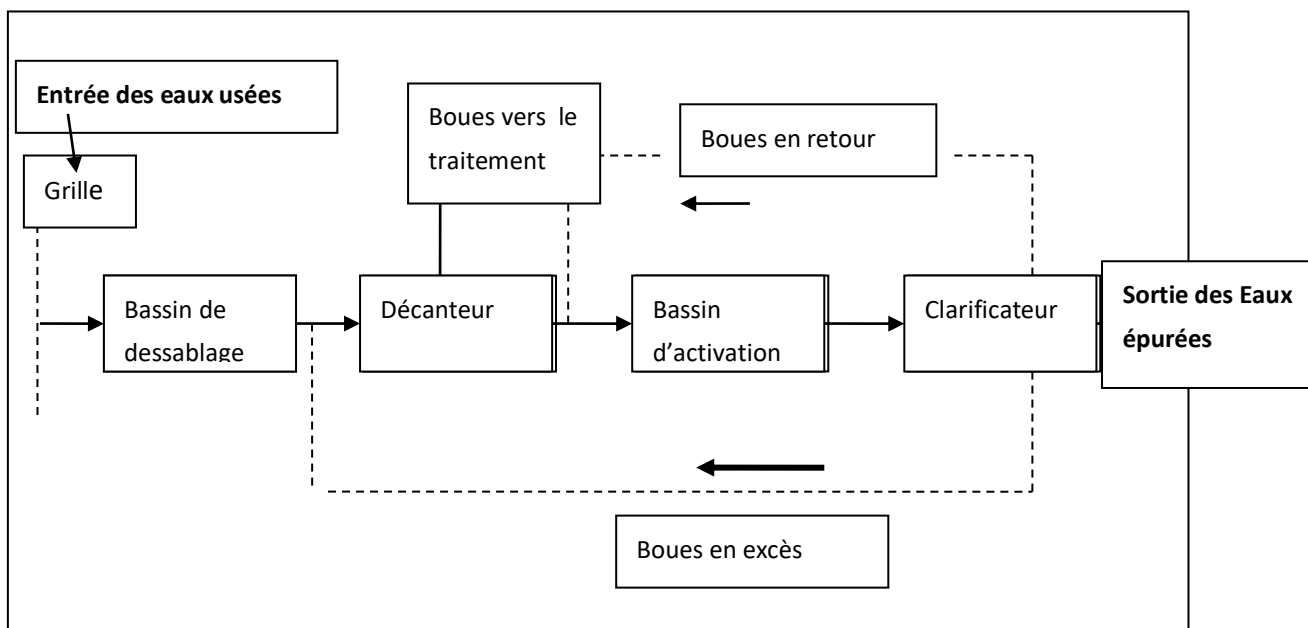 Entrée des eaux usées
Grille
Boues vers le
traitement
Boues en retour
Bassin de
dessablage
Décanteur
Bassin
d’activation
Clarificateur
Sortie des Eaux
épurées
Boues en excès